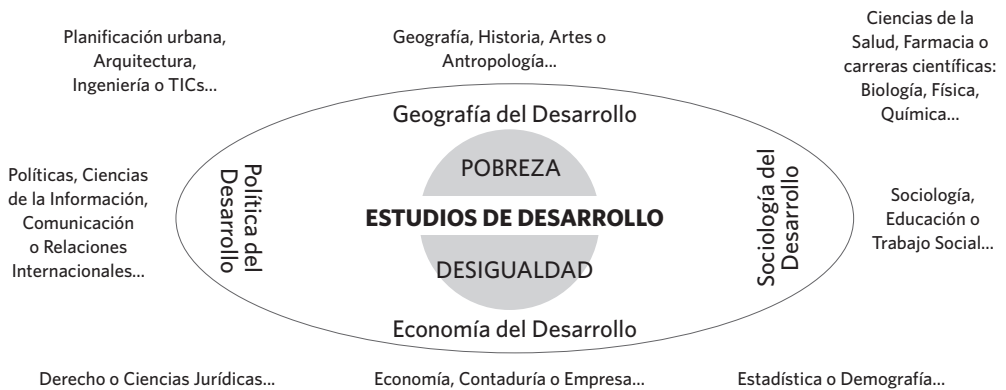 Planificación urbana,
Arquitectura,
Ingeniería o TICs...
Geografía, Historia, Artes o
Antropología...
Ciencias de la
Salud, Farmacia o
carreras científicas:
Biología, Física,
Química...
Geografía del Desarrollo
POBREZA
Políticas, Ciencias
de la Información,
Comunicación
o Relaciones
Internacionales...
Política del
Desarrollo
ESTUDIOS DE DESARROLLO
Sociología del
Desarrollo
Sociología,
Educación o
Trabajo Social...
DESIGUALDAD
Economía del Desarrollo
Derecho o Ciencias Jurídicas...
Economía, Contaduría o Empresa...
Estadística o Demografía...